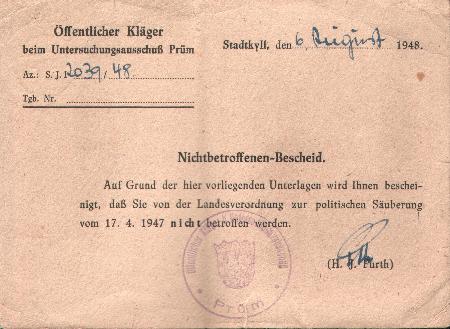 Öffentlicher Kläger
beim Untersuchungsausschuß Prüm
Az.: S. J. 2039/48.
Tgb. Nr.
Stadtkyll, den 6. August 1948.
Nichtbetroffenen-Bescheid.
Auf Grund der hier vorliegenden Unterlagen wird Ihnen beschei-
nigt, daß Sie von der Landesverordnung zur politischen Säuberung
vom 17. 4. 1947 nicht betroffen werden.
(H. J. Furth)
Prüm